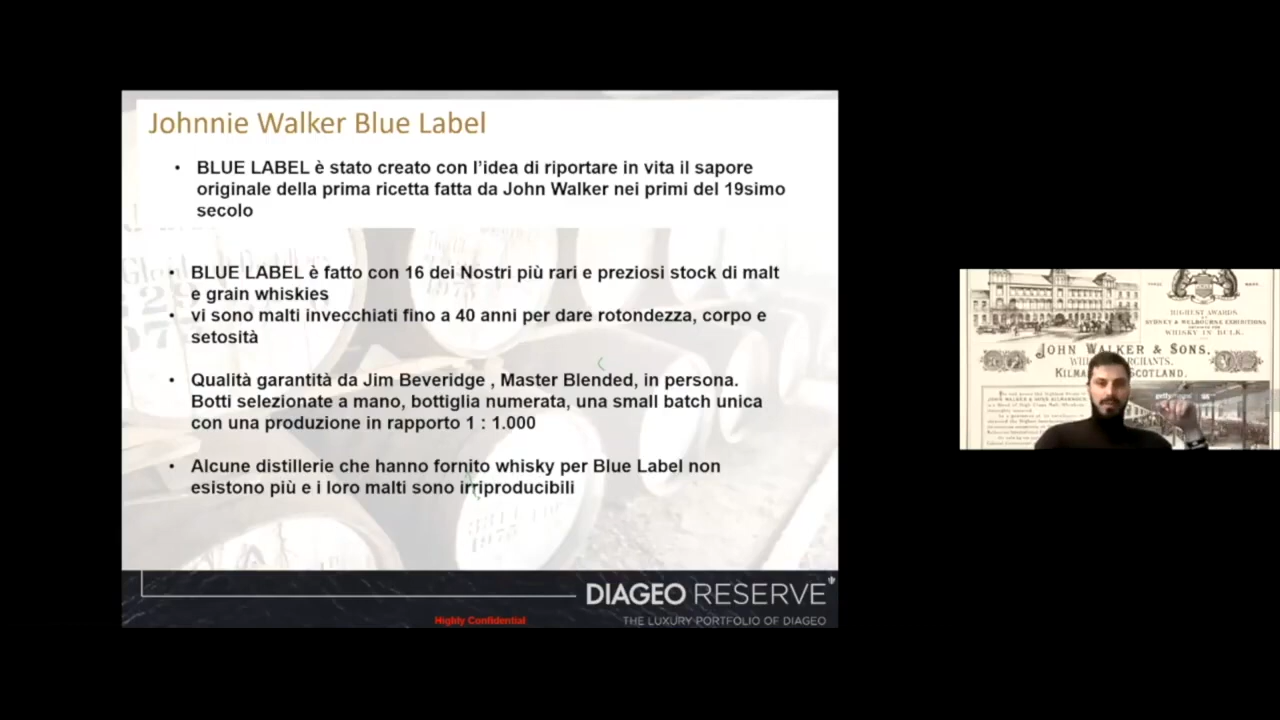 Johnnie Walker Blue Label
• BLUE LABEL è stato creato con l'idea di riportare in vita il sapore
originale della prima ricetta fatta da John Walker nei primi del 19simo
secolo
• BLUE LABEL è fatto con 16 dei Nostri più rari e preziosi stock di malt
e grain whiskies
• vi sono malti invecchiati fino a 40 anni per dare rotondezza, corpo e
setosità
• Qualità garantità da Jim Beveridge , Master Blended, in persona.
Botti selezionate a mano, bottiglia numerata, una small batch unica
con una produzione in rapporto 1 : 1.000
• Alcune distillerie che hanno fornito whisky per Blue Label non
esistono più e i loro malti sono irriproducibili
DIAGEO RESERVE
THE LUXURY PORTFOLIO OF DIAGEO
Highly Confidential
HIGHEST AWARDS
SYDNEY & MELBOURNE EXHIBITIONS
WHISKY IN BULK.
JOHN WALKER & SONS,
SCOTLAND.